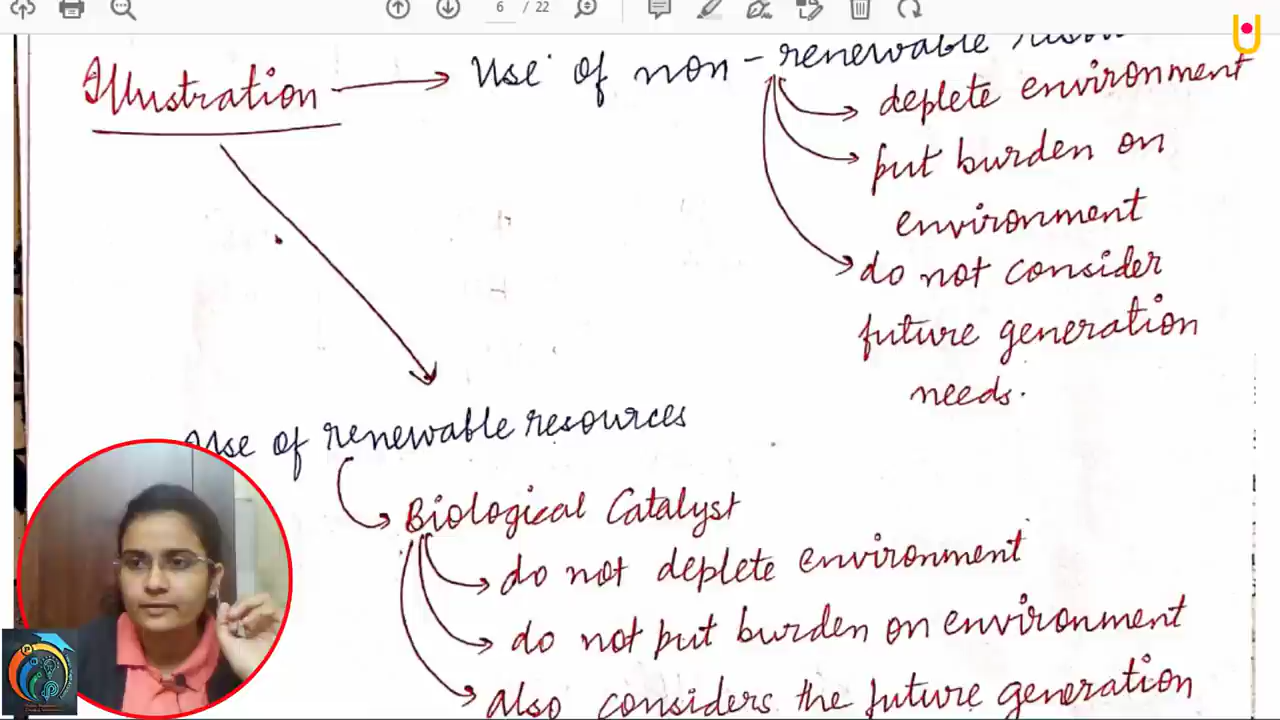 6 / 22
Illustration → Use of non-renewable
deplete environment
put burden on
environment
do not consider
future generation
needs.
Use of renewable resources
Biological Catalyst
do not deplete environment
do not put burden on environment
also considers the future generation